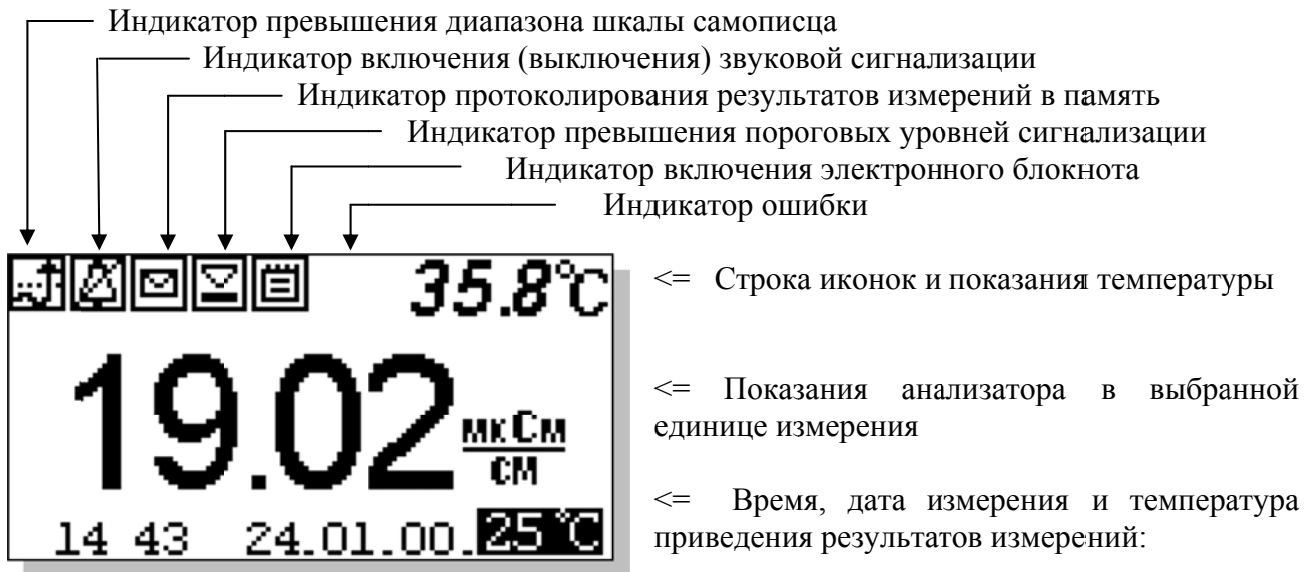 Индикатор превышения диапазона шкалы самописца
Индикатор включения (выключения) звуковой сигнализации
Индикатор протоколирования результатов измерений в память
Индикатор превышения пороговых уровней сигнализации
Индикатор включения электронного блокнота
Индикатор ошибки
35.8°C
<= Строка иконок и показания температуры
19.02 мкСм/см
<= Показания анализатора в выбранной
единице измерения
14 43 24.01.00. 25 °C
<= Время, дата измерения и температура
приведения результатов измерений: